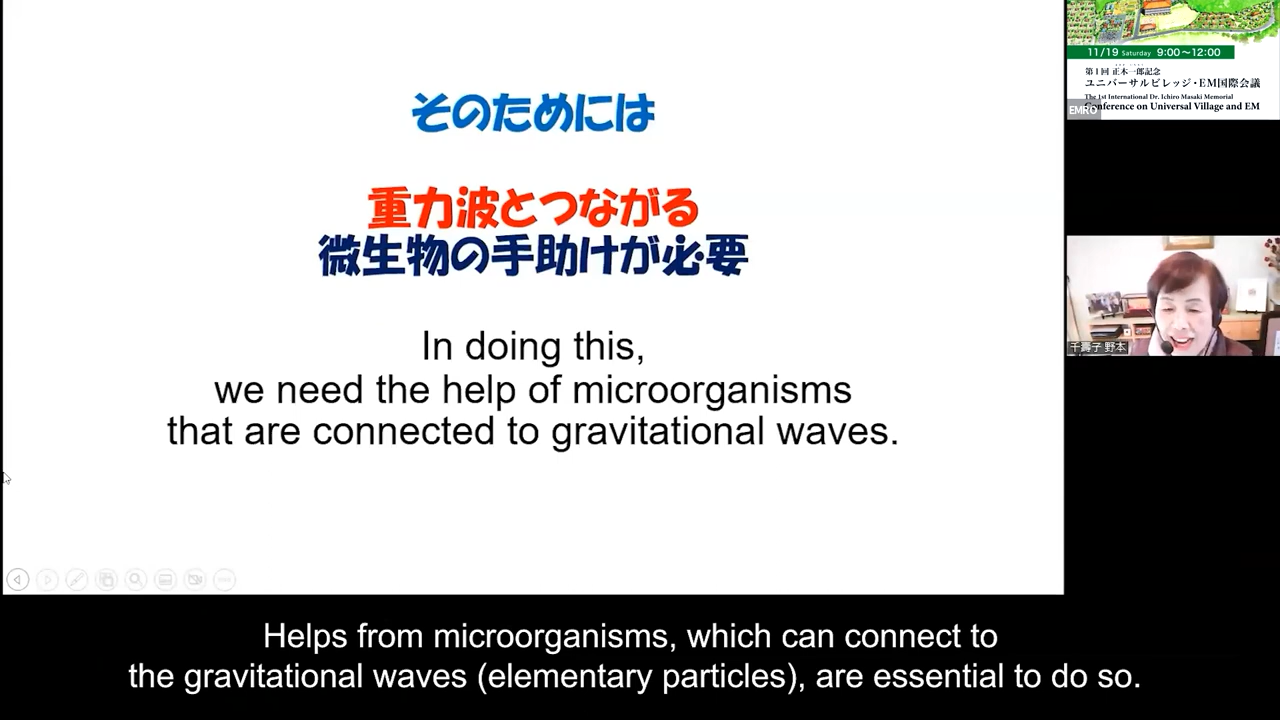 そのためには
重力波とつながる
微生物の手助けが必要
In doing this,
we need the help of microorganisms
that are connected to gravitational waves.
11/19 Saturday 9:00～12:00
第1回 正木一郎記念
ユニバーサルビレッジ・EM国際会議
The 1st International Dr. Ichiro Masaki Memorial
Conference on Universal Village and EM
EMRO
千壽子 野本
Helps from microorganisms, which can connect to
the gravitational waves (elementary particles), are essential to do so.